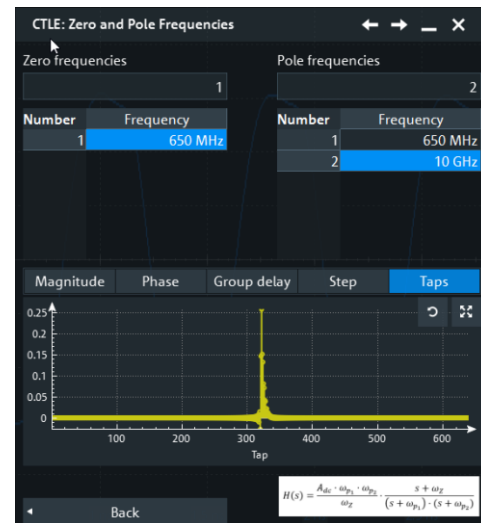 CTLE: Zero and Pole Frequencies
Zero frequencies Pole frequencies
1 2
Number Frequency Number Frequency
1 650 MHz 1 650 MHz
2 10 GHz
Magnitude Phase Group delay Step Taps
0.25
0.2
0.15
0.1
0.05
0
100 200 300 400 500 600
Tap
H(s) = A_dc · ω_p₁ · ω_p₂ / ω_Z · s + ω_Z / (s + ω_p₁) · (s + ω_p₂)
Back